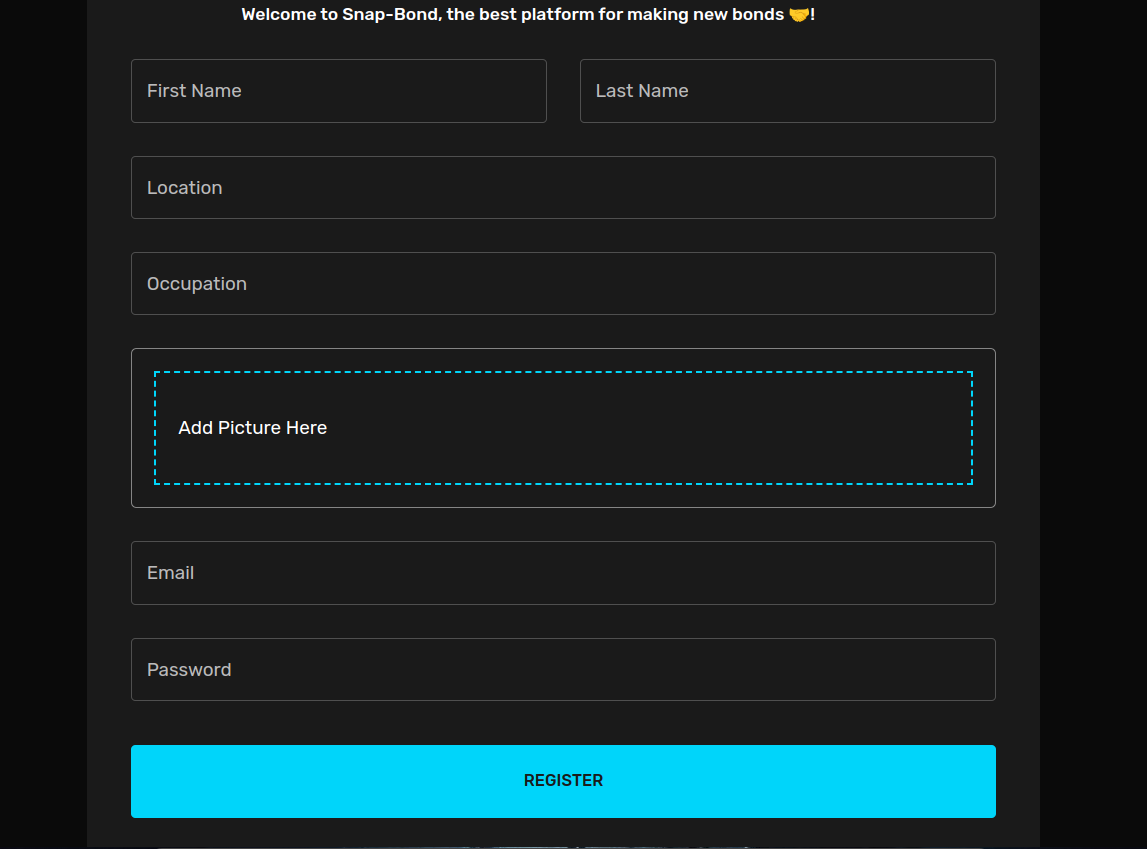 Welcome to Snap-Bond, the best platform for making new bonds 🤝!
First Name
Last Name
Location
Occupation
Add Picture Here
Email
Password
REGISTER